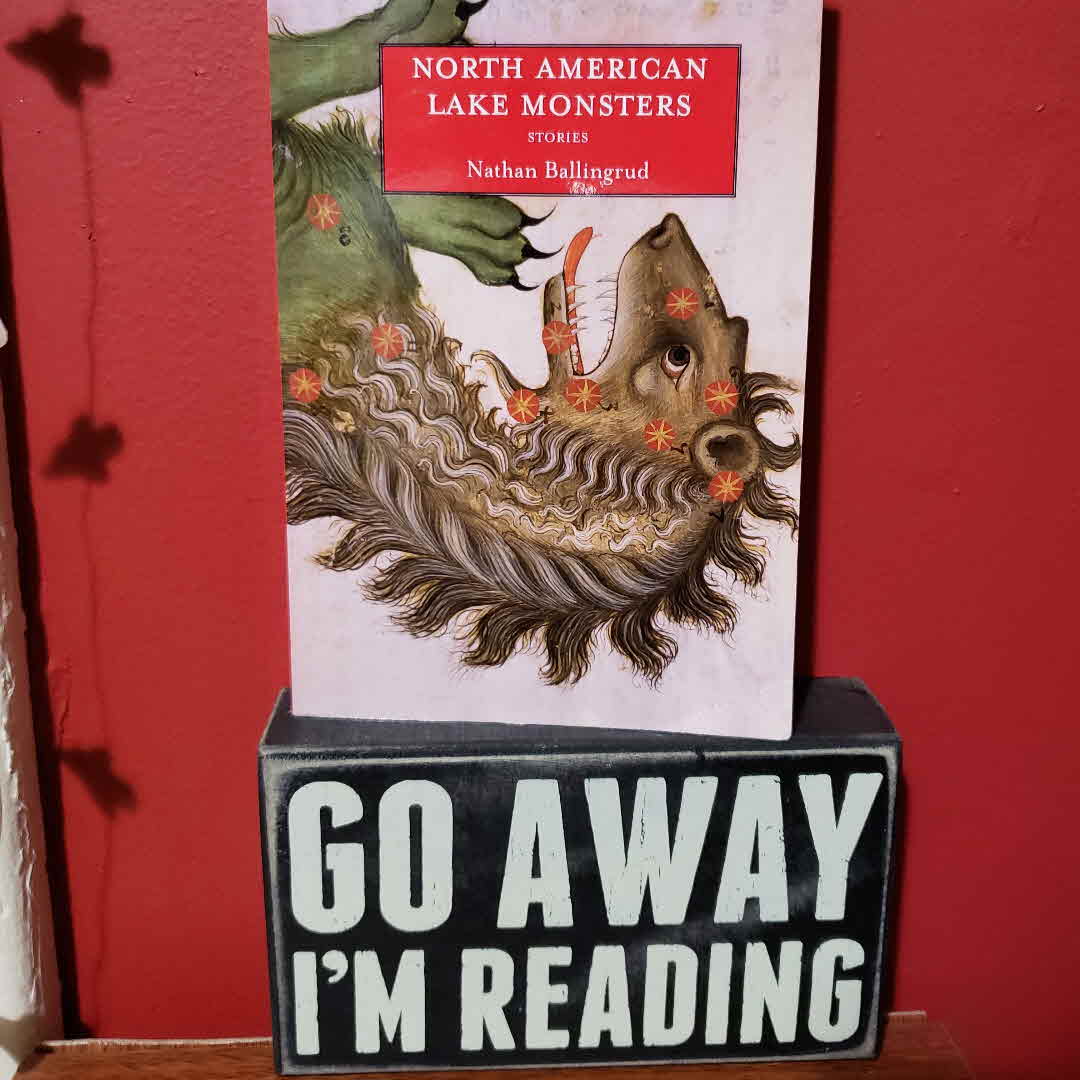 NORTH AMERICAN
LAKE MONSTERS
STORIES
Nathan Ballingrud
GO AWAY
I'M READING